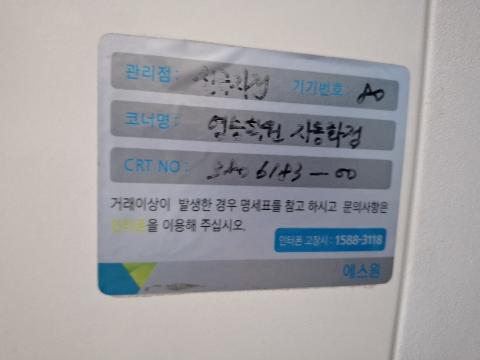 관리점 : 기기번호 :
코너명 : 자동화점
CRT NO : 6183-00
거래이상이 발생한 경우 명세표를 참고 하시고 문의사항은
인터폰을 이용해 주십시오.
인터폰 고장시 : 1588-3118
에스원